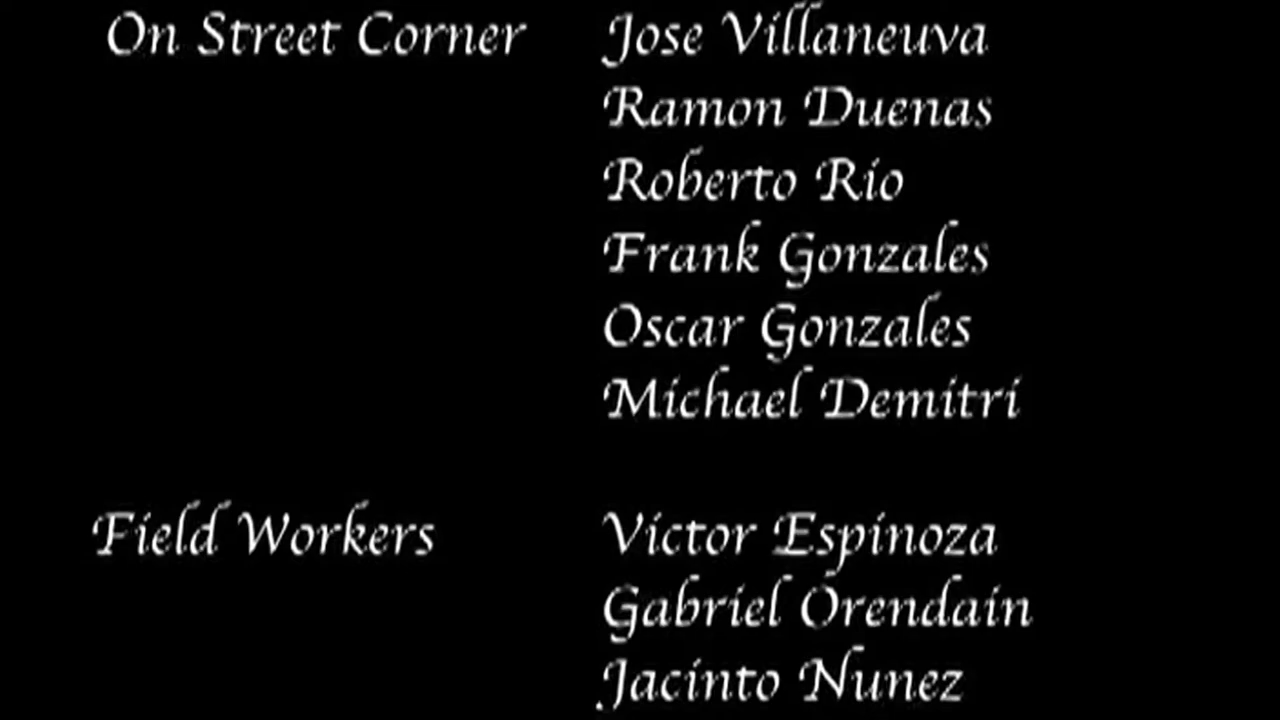 On Street Corner Jose Villaneuva
Ramon Duenas
Roberto Rio
Frank Gonzales
Oscar Gonzales
Michael Demitri
Field Workers Victor Espinoza
Gabriel Orendain
Jacinto Nunez